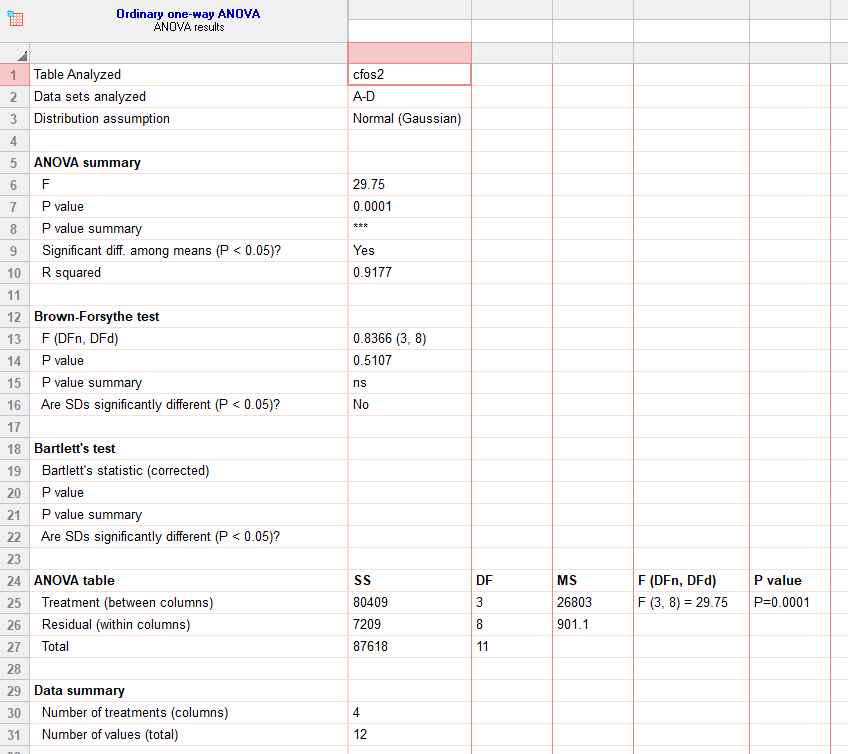 Ordinary one-way ANOVA
ANOVA results
1 Table Analyzed cfos2
2 Data sets analyzed A-D
3 Distribution assumption Normal (Gaussian)
4
5 ANOVA summary
6 F 29.75
7 P value 0.0001
8 P value summary ***
9 Significant diff. among means (P < 0.05)? Yes
10 R squared 0.9177
11
12 Brown-Forsythe test
13 F (DFn, DFd) 0.8366 (3, 8)
14 P value 0.5107
15 P value summary ns
16 Are SDs significantly different (P < 0.05)? No
17
18 Bartlett's test
19 Bartlett's statistic (corrected)
20 P value
21 P value summary
22 Are SDs significantly different (P < 0.05)?
23
24 ANOVA table SS DF MS F (DFn, DFd) P value
25 Treatment (between columns) 80409 3 26803 F (3, 8) = 29.75 P=0.0001
26 Residual (within columns) 7209 8 901.1
27 Total 87618 11
28
29 Data summary
30 Number of treatments (columns) 4
31 Number of values (total) 12